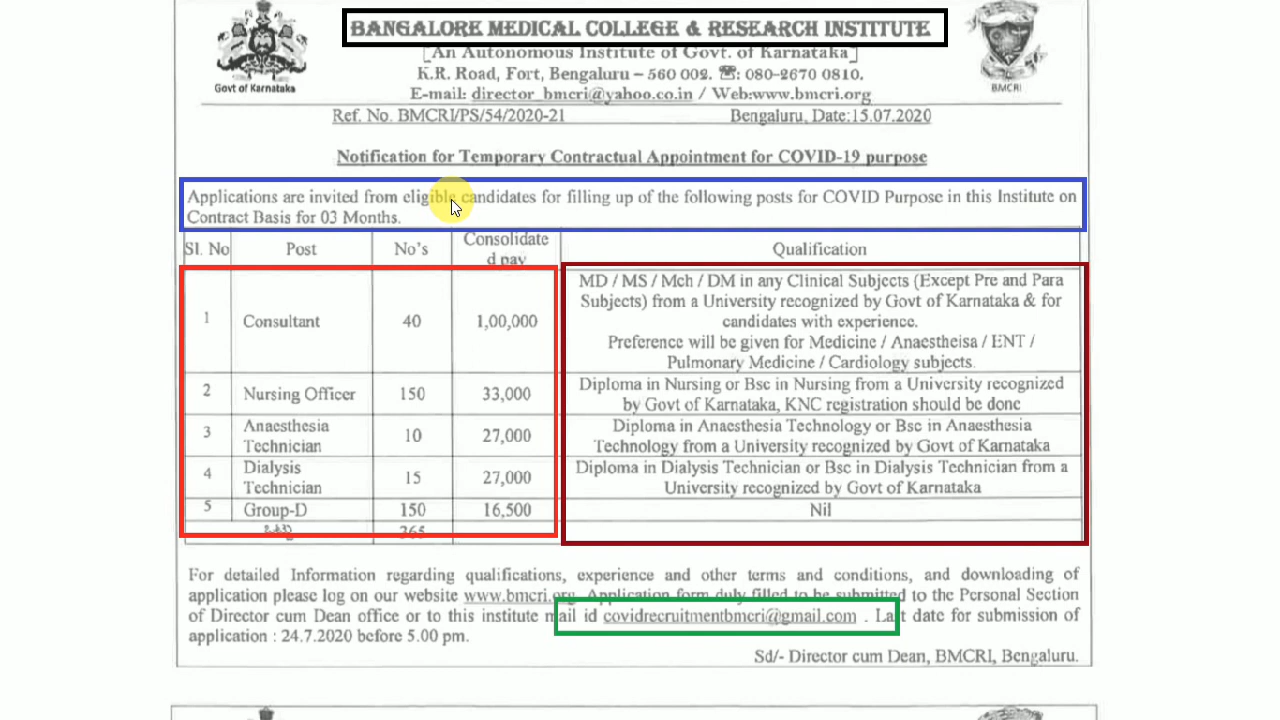 BANGALORE MEDICAL COLLEGE & RESEARCH INSTITUTE
[An Autonomous Institute of Govt. of Karnataka]
K.R. Road, Fort, Bengaluru – 560 002. ☎: 080-2670 0810.
E-mail: director_bmcri@yahoo.co.in / Web:www.bmcri.org
Govt of Karnataka
BMCRI
Ref. No. BMCRI/PS/54/2020-21 Bengaluru, Date:15.07.2020
Notification for Temporary Contractual Appointment for COVID-19 purpose
Applications are invited from eligible candidates for filling up of the following posts for COVID Purpose in this Institute on
Contract Basis for 03 Months.
Sl. No Post No's Consolidate
d pay Qualification
1 Consultant 40 1,00,000 MD / MS / Mch / DM in any Clinical Subjects (Except Pre and Para
Subjects) from a University recognized by Govt of Karnataka & for
candidates with experience.
Preference will be given for Medicine / Anaestheisa / ENT /
Pulmonary Medicine / Cardiology subjects.
2 Nursing Officer 150 33,000 Diploma in Nursing or Bsc in Nursing from a University recognized
by Govt of Karnataka, KNC registration should be done
3 Anaesthesia
Technician 10 27,000 Diploma in Anaesthesia Technology or Bsc in Anaesthesia
Technology from a University recognized by Govt of Karnataka
4 Dialysis
Technician 15 27,000 Diploma in Dialysis Technician or Bsc in Dialysis Technician from a
University recognized by Govt of Karnataka
5 Group-D 150 16,500 Nil
ಒಟ್ಟು 365
For detailed Information regarding qualifications, experience and other terms and conditions, and downloading of
application please log on our website www.bmcri.org. Application form duly filled to be submitted to the Personal Section
of Director cum Dean office or to this institute mail id covidrecruitmentbmcri@gmail.com . Last date for submission of
application : 24.7.2020 before 5.00 pm.
Sd/- Director cum Dean, BMCRI, Bengaluru.